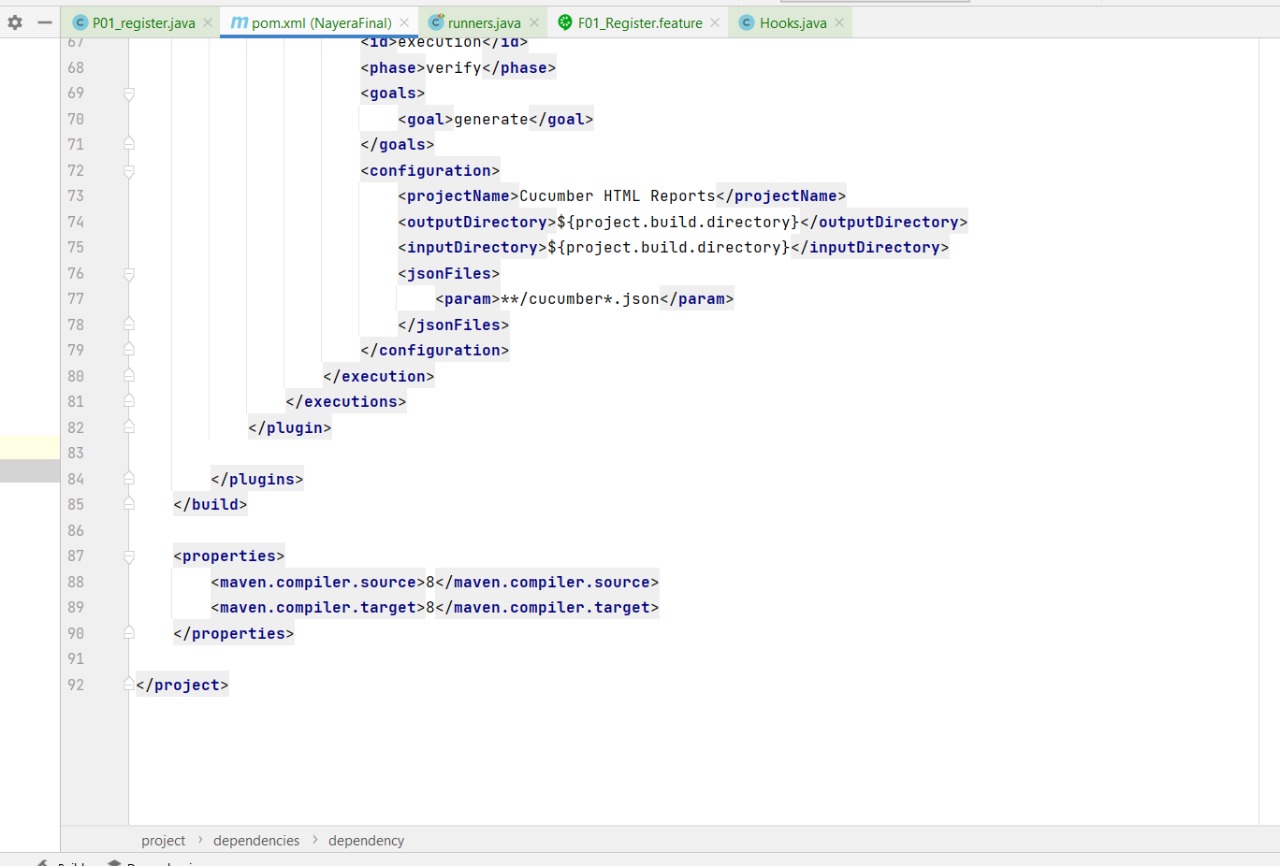 P01_register.java
pom.xml (NayeraFinal)
runners.java
F01_Register.feature
Hooks.java
67 <id>execution</id>
68 <phase>verify</phase>
69 <goals>
70 <goal>generate</goal>
71 </goals>
72 <configuration>
73 <projectName>Cucumber HTML Reports</projectName>
74 <outputDirectory>${project.build.directory}</outputDirectory>
75 <inputDirectory>${project.build.directory}</inputDirectory>
76 <jsonFiles>
77 <param>**/cucumber*.json</param>
78 </jsonFiles>
79 </configuration>
80 </execution>
81 </executions>
82 </plugin>
83
84 </plugins>
85 </build>
86
87 <properties>
88 <maven.compiler.source>8</maven.compiler.source>
89 <maven.compiler.target>8</maven.compiler.target>
90 </properties>
91
92 </project>
project › dependencies › dependency